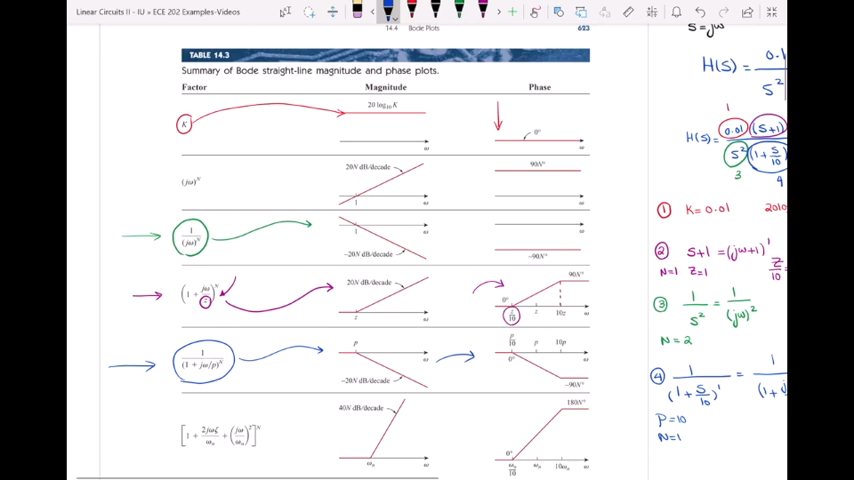 Linear Circuits II - IU » ECE 202 Examples-Videos
14.4 Bode Plots 623
TABLE 14.3
Summary of Bode straight-line magnitude and phase plots.
Factor Magnitude Phase
K
20 log₁₀ K
0°
ω
ω
(jω)^N
20N dB/decade
1
ω
90N°
ω
1/(jω)^N
1
ω
-20N dB/decade
ω
-90N°
(1 + jω/z)^N
20N dB/decade
z
ω
90N°
0°
z/10
z
10z
ω
1/(1 + jω/p)^N
p
ω
-20N dB/decade
p/10
p
10p
ω
0°
-90N°
[1 + 2jωζ/ωₙ + (jω/ωₙ)²]^N
40N dB/decade
ωₙ
ω
180N°
0°
ωₙ/10
ωₙ
10ωₙ
ω
S=jω
H(S) = 0.1
S²
1
H(S) = 0.01 (S+1)
S² (1+S/10)
3
4
① K=0.01
② S+1 = (jω+1)¹
N=1 Z=1
Z/10
③ 1/S² = 1/(jω)²
N=2
④ 1/(1+S/10)¹ = 1/(1+j
P=10
N=1